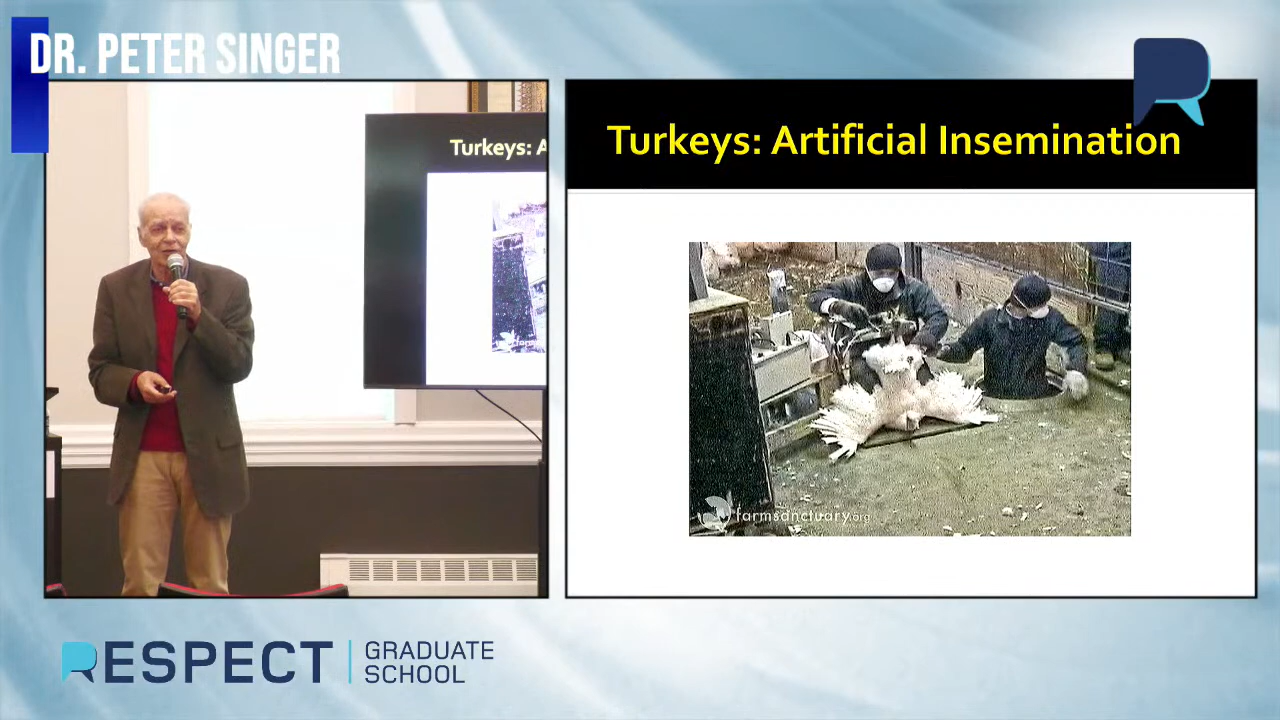 DR. PETER SINGER
Turkeys: A
Turkeys: Artificial Insemination
farmsanctuary.org
RESPECT
GRADUATE
SCHOOL